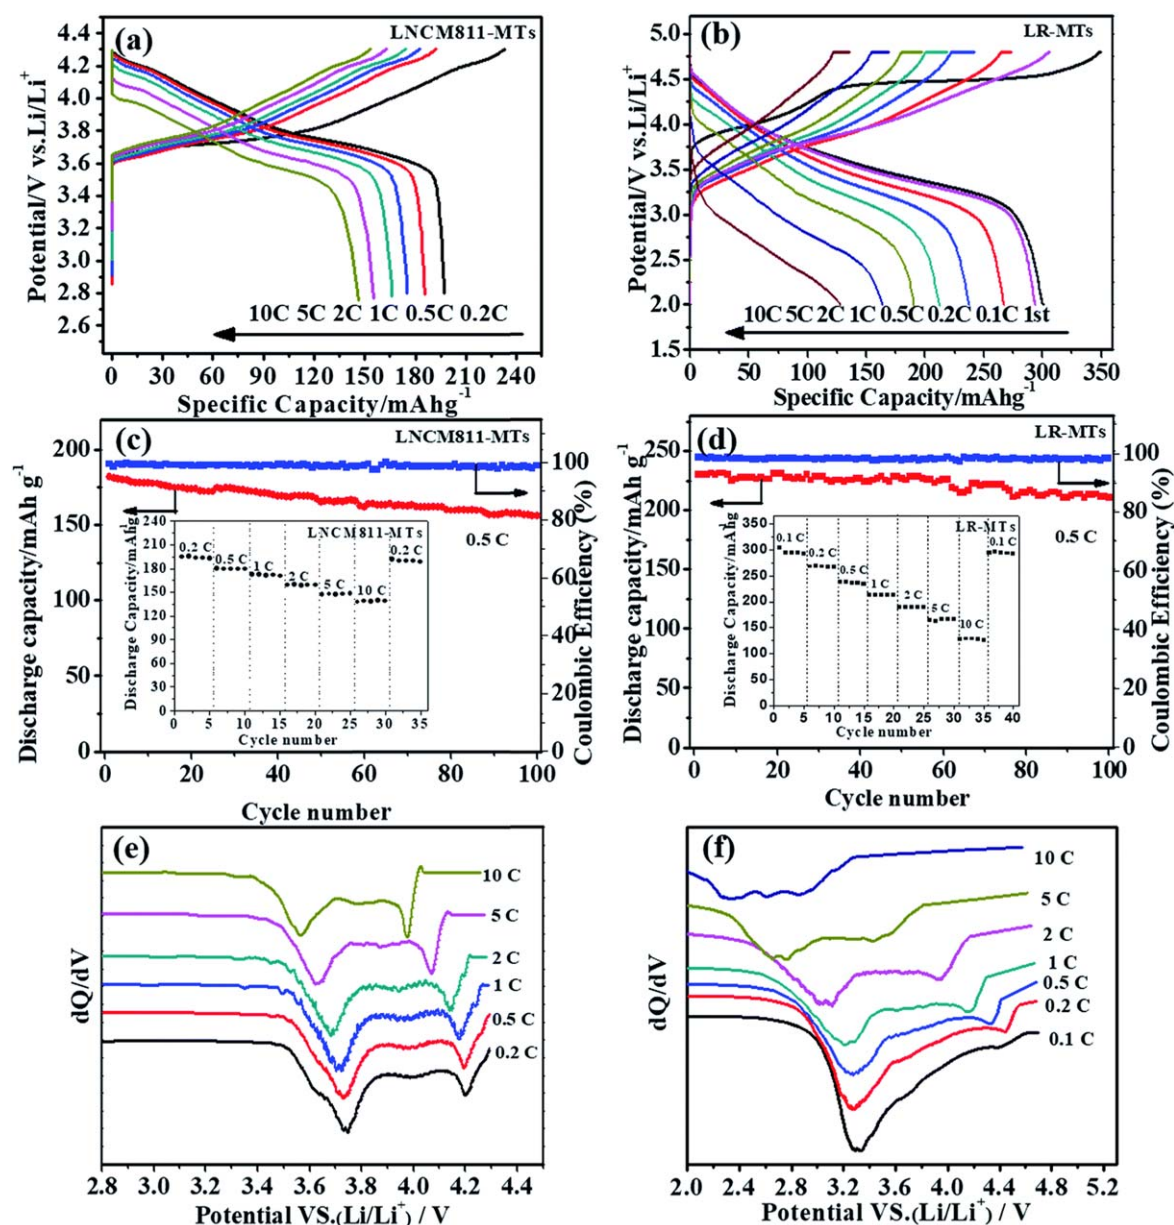 (a)
LNCM811-MTs
4.4
4.2
4.0
3.8
3.6
3.4
3.2
3.0
2.8
2.6
Potential/V vs.Li/Li+
10C 5C 2C 1C 0.5C 0.2C
0 30 60 90 120 150 180 210 240
Specific Capacity/mAhg-1
(b)
LR-MTs
5.0
4.5
4.0
3.5
3.0
2.5
2.0
1.5
Potential/V vs.Li/Li+
10C 5C 2C 1C 0.5C 0.2C 0.1C 1st
0 50 100 150 200 250 300 350
Specific Capacity/mAhg-1
(c)
LNCM811-MTs
200
150
100
50
0
Discharge capacity/mAh g-1
100
80
60
40
20
0
Coulombic Efficiency (%)
0.5 C
240
210
180
150
120
90
60
30
0
Discharge Capacity/mAhg
LNCM811-MTs
0.2 C
0.5 C
1 C
2 C
5 C
10 C
0.2 C
0 5 10 15 20 25 30 35
Cycle number
0 20 40 60 80 100
Cycle number
(d)
LR-MTs
250
200
150
100
50
0
Discharge capacity/mAh g-1
100
80
60
40
20
0
Coulombic Efficiency (%)
0.5 C
350
300
250
200
150
100
50
0
Discharge Capacity/mAhg
LR-MTs
0.1 C
0.2 C
0.5 C
1 C
2 C
5 C
10 C
0.1 C
0 5 10 15 20 25 30 35 40
Cycle number
0 20 40 60 80 100
Cycle number
(e)
dQ/dV
10 C
5 C
2 C
1 C
0.5 C
0.2 C
2.8 3.0 3.2 3.4 3.6 3.8 4.0 4.2 4.4
Potential VS.(Li/Li+) / V
(f)
dQ/dV
10 C
5 C
2 C
1 C
0.5 C
0.2 C
0.1 C
2.0 2.4 2.8 3.2 3.6 4.0 4.4 4.8 5.2
Potential VS.(Li/Li+) / V